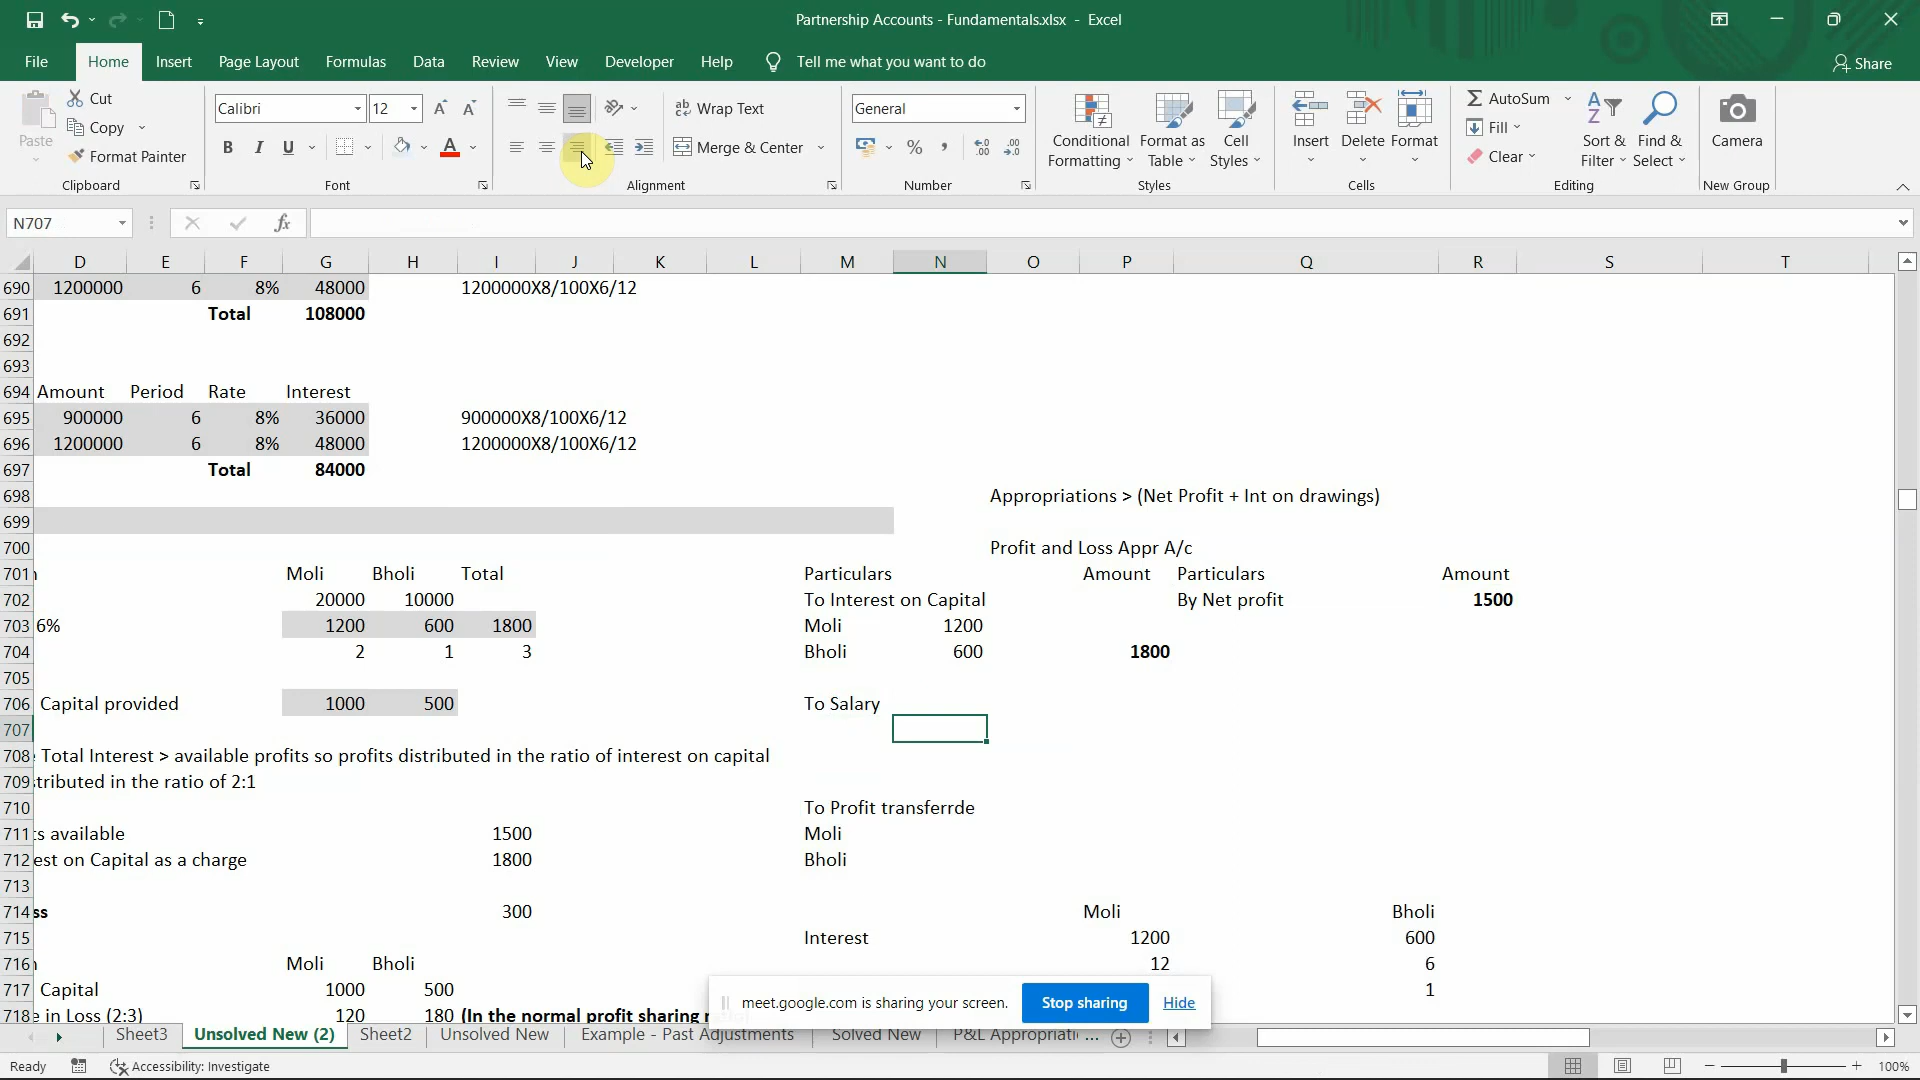 Partnership Accounts - Fundamentals.xlsx - Excel
File Home Insert Page Layout Formulas Data Review View Developer Help Tell me what you want to do Share
Paste Cut Copy Format Painter Clipboard
Calibri 12 B I U Font
Wrap Text Merge & Center Alignment
General % , Number
Conditional Formatting Format as Table Cell Styles Styles
Insert Delete Format Cells
AutoSum Fill Clear Sort & Filter Find & Select Editing
Camera New Group
N707 fx
D E F G H I J K L M N O P Q R S T
690 1200000 6 8% 48000 1200000X8/100X6/12
691 Total 108000
692
693
694 Amount Period Rate Interest
695 900000 6 8% 36000 900000X8/100X6/12
696 1200000 6 8% 48000 1200000X8/100X6/12
697 Total 84000
698 Appropriations > (Net Profit + Int on drawings)
699
700 Profit and Loss Appr A/c
701 Moli Bholi Total Particulars Amount Particulars Amount
702 20000 10000 To Interest on Capital By Net profit 1500
703 6% 1200 600 1800 Moli 1200
704 2 1 3 Bholi 600 1800
705
706 Capital provided 1000 500 To Salary
707
708 Total Interest > available profits so profits distributed in the ratio of interest on capital
709 tributed in the ratio of 2:1
710 To Profit transferrde
711 s available 1500 Moli
712 est on Capital as a charge 1800 Bholi
713
714 ss 300 Moli Bholi
715 Interest 1200 600
716 Moli Bholi 12 6
717 Capital 1000 500 1
718 e in Loss (2:3) 120 180 (In the normal profit sharing
meet.google.com is sharing your screen. Stop sharing Hide
Sheet3 Unsolved New (2) Sheet2 Unsolved New Example - Past Adjustments Solved New P&L Appropriati ...
Ready Accessibility: Investigate 100%